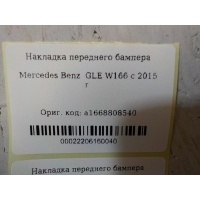 Накладка переднего бампера
Mercedes Benz GLE W166 с 2015
г
Ориг. код: a1668808540
00022206160040
Накладка переднего бампера